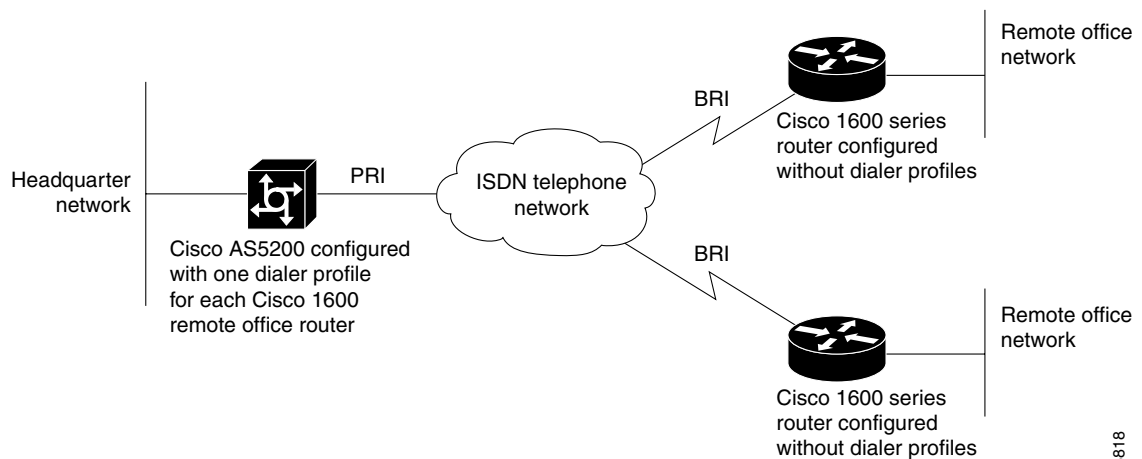 Headquarter
network
PRI
Cisco AS5200 configured
with one dialer profile
for each Cisco 1600
remote office router
ISDN telephone
network
BRI
Cisco 1600 series
router configured
without dialer profiles
Remote office
network
BRI
Cisco 1600 series
router configured
without dialer profiles
Remote office
network
818